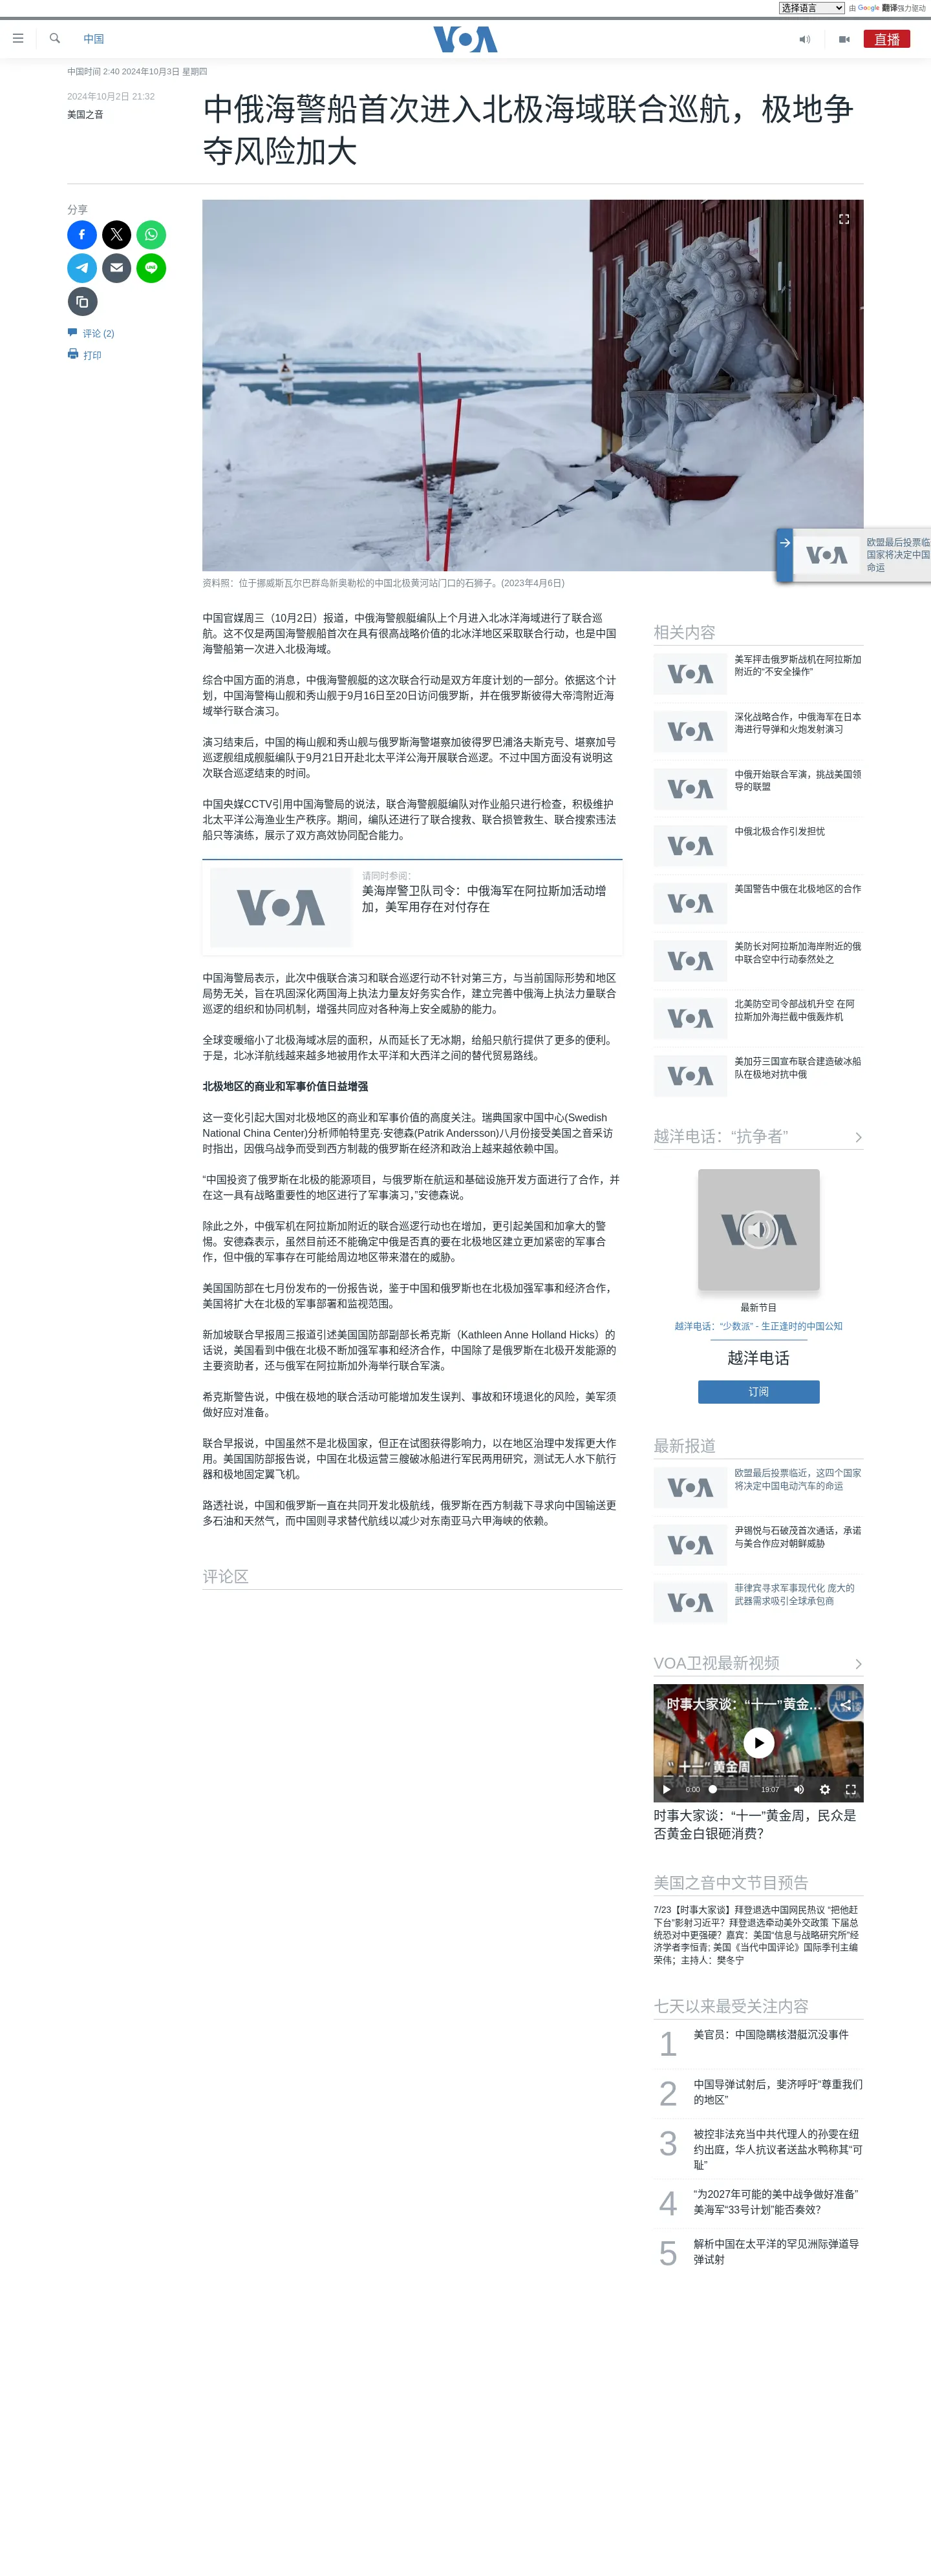 选择语言 由 Google 翻译强力驱动
中国
VOA
直播
中国时间 2:40 2024年10月3日 星期四
2024年10月2日 21:32
美国之音
中俄海警船首次进入北极海域联合巡航，极地争
夺风险加大
分享
评论 (2)
打印
资料照：位于挪威斯瓦尔巴群岛新奥勒松的中国北极黄河站门口的石狮子。(2023年4月6日)
VOA
欧盟最后投票临
国家将决定中国
命运
中国官媒周三（10月2日）报道，中俄海警舰艇编队上个月进入北冰洋海域进行了联合巡
航。这不仅是两国海警舰船首次在具有很高战略价值的北冰洋地区采取联合行动，也是中国
海警船第一次进入北极海域。
综合中国方面的消息，中俄海警舰艇的这次联合行动是双方年度计划的一部分。依据这个计
划，中国海警梅山舰和秀山舰于9月16日至20日访问俄罗斯，并在俄罗斯彼得大帝湾附近海
域举行联合演习。
演习结束后，中国的梅山舰和秀山舰与俄罗斯海警堪察加彼得罗巴浦洛夫斯克号、堪察加号
巡逻舰组成舰艇编队于9月21日开赴北太平洋公海开展联合巡逻。不过中国方面没有说明这
次联合巡逻结束的时间。
中国央媒CCTV引用中国海警局的说法，联合海警舰艇编队对作业船只进行检查，积极维护
北太平洋公海渔业生产秩序。期间，编队还进行了联合搜救、联合损管救生、联合搜索违法
船只等演练，展示了双方高效协同配合能力。
VOA
请同时参阅：
美海岸警卫队司令：中俄海军在阿拉斯加活动增
加，美军用存在对付存在
中国海警局表示，此次中俄联合演习和联合巡逻行动不针对第三方，与当前国际形势和地区
局势无关，旨在巩固深化两国海上执法力量友好务实合作，建立完善中俄海上执法力量联合
巡逻的组织和协同机制，增强共同应对各种海上安全威胁的能力。
全球变暖缩小了北极海域冰层的面积，从而延长了无冰期，给船只航行提供了更多的便利。
于是，北冰洋航线越来越多地被用作太平洋和大西洋之间的替代贸易路线。
北极地区的商业和军事价值日益增强
这一变化引起大国对北极地区的商业和军事价值的高度关注。瑞典国家中国中心(Swedish
National China Center)分析师帕特里克·安德森(Patrik Andersson)八月份接受美国之音采访
时指出，因俄乌战争而受到西方制裁的俄罗斯在经济和政治上越来越依赖中国。
“中国投资了俄罗斯在北极的能源项目，与俄罗斯在航运和基础设施开发方面进行了合作，并
在这一具有战略重要性的地区进行了军事演习，”安德森说。
除此之外，中俄军机在阿拉斯加附近的联合巡逻行动也在增加，更引起美国和加拿大的警
惕。安德森表示，虽然目前还不能确定中俄是否真的要在北极地区建立更加紧密的军事合
作，但中俄的军事存在可能给周边地区带来潜在的威胁。
美国国防部在七月份发布的一份报告说，鉴于中国和俄罗斯也在北极加强军事和经济合作，
美国将扩大在北极的军事部署和监视范围。
新加坡联合早报周三报道引述美国国防部副部长希克斯（Kathleen Anne Holland Hicks）的
话说，美国看到中俄在北极不断加强军事和经济合作，中国除了是俄罗斯在北极开发能源的
主要资助者，还与俄军在阿拉斯加外海举行联合军演。
希克斯警告说，中俄在极地的联合活动可能增加发生误判、事故和环境退化的风险，美军须
做好应对准备。
联合早报说，中国虽然不是北极国家，但正在试图获得影响力，以在地区治理中发挥更大作
用。美国国防部报告说，中国在北极运营三艘破冰船进行军民两用研究，测试无人水下航行
器和极地固定翼飞机。
路透社说，中国和俄罗斯一直在共同开发北极航线，俄罗斯在西方制裁下寻求向中国输送更
多石油和天然气，而中国则寻求替代航线以减少对东南亚马六甲海峡的依赖。
评论区
相关内容
VOA
美军抨击俄罗斯战机在阿拉斯加
附近的“不安全操作”
VOA
深化战略合作，中俄海军在日本
海进行导弹和火炮发射演习
VOA
中俄开始联合军演，挑战美国领
导的联盟
VOA
中俄北极合作引发担忧
VOA
美国警告中俄在北极地区的合作
VOA
美防长对阿拉斯加海岸附近的俄
中联合空中行动泰然处之
VOA
北美防空司令部战机升空 在阿
拉斯加外海拦截中俄轰炸机
VOA
美加芬三国宣布联合建造破冰船
队在极地对抗中俄
越洋电话：“抗争者”
VOA
最新节目
越洋电话：“少数派” - 生正逢时的中国公知
越洋电话
订阅
最新报道
VOA
欧盟最后投票临近，这四个国家
将决定中国电动汽车的命运
VOA
尹锡悦与石破茂首次通话，承诺
与美合作应对朝鲜威胁
VOA
菲律宾寻求军事现代化 庞大的
武器需求吸引全球承包商
VOA卫视最新视频
时事大家谈：“十一”黄金...
“十一”黄金周
0:00 19:07
时事大家谈：“十一”黄金周，民众是
否黄金白银砸消费？
美国之音中文节目预告
7/23【时事大家谈】拜登退选中国网民热议 “把他赶
下台”影射习近平？拜登退选牵动美外交政策 下届总
统恐对中更强硬？嘉宾：美国“信息与战略研究所”经
济学者李恒青; 美国《当代中国评论》国际季刊主编
荣伟；主持人：樊冬宁
七天以来最受关注内容
1 美官员：中国隐瞒核潜艇沉没事件
2 中国导弹试射后，斐济呼吁“尊重我们
的地区”
3 被控非法充当中共代理人的孙雯在纽
约出庭，华人抗议者送盐水鸭称其“可
耻”
4 “为2027年可能的美中战争做好准备”
美海军“33号计划”能否奏效？
5 解析中国在太平洋的罕见洲际弹道导
弹试射